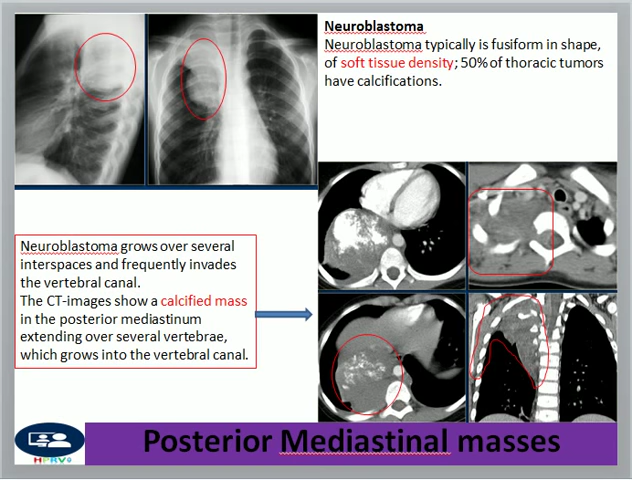 Neuroblastoma
Neuroblastoma typically is fusiform in shape,
of soft tissue density; 50% of thoracic tumors
have calcifications.
Neuroblastoma grows over several
interspaces and frequently invades
the vertebral canal.
The CT-images show a calcified mass
in the posterior mediastinum
extending over several vertebrae,
which grows into the vertebral canal.
Posterior Mediastinal masses